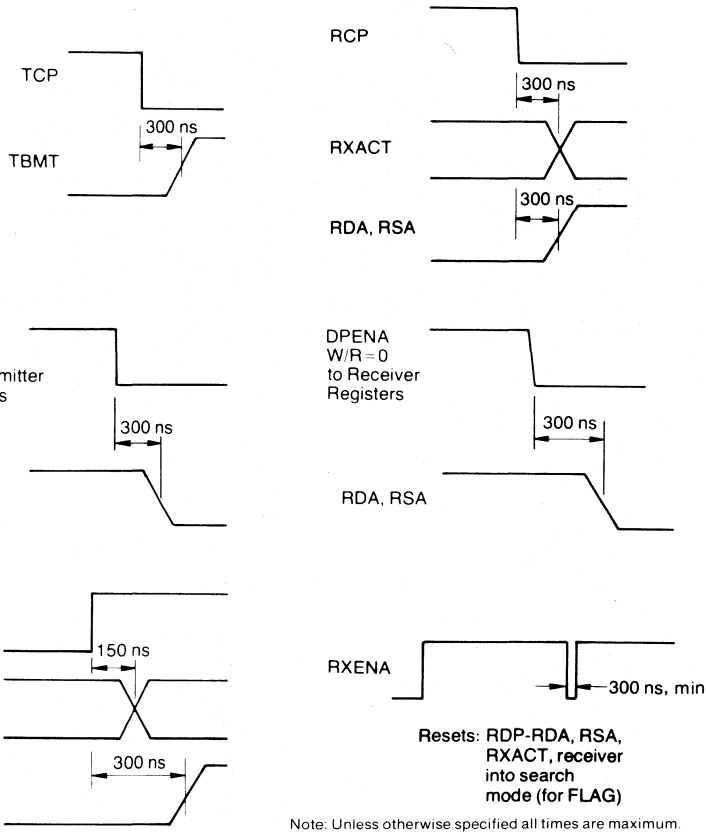 TCP
300 ns
TBMT
RCP
300 ns
RXACT
300 ns
RDA, RSA
mitter
s
300 ns
DPENA
W/R=0
to Receiver
Registers
300 ns
RDA, RSA
150 ns
300 ns
RXENA
300 ns, min
Resets: RDP-RDA, RSA,
RXACT, receiver
into search
mode (for FLAG)
Note: Unless otherwise specified all times are maximum.